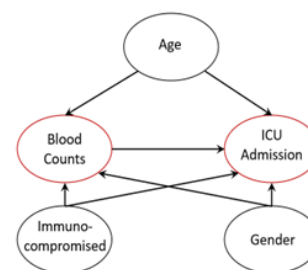 Age
Blood
Counts
ICU
Admission
Immuno-
compromised
Gender